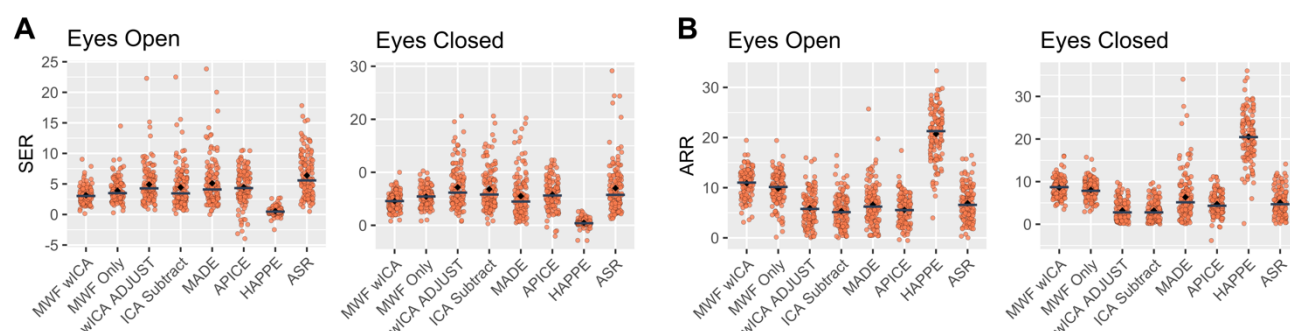 A
Eyes Open
Eyes Closed
B
Eyes Open
Eyes Closed
SER
25
20
15
10
5
0
-5
30
0
0
ARR
30
20
10
0
30
20
10
0
MWF wICA
MWF Only
wICA ADJUST
ICA Subtract
MADE
APICE
HAPPE
ASR
MWF wICA
MWF Only
wICA ADJUST
ICA Subtract
MADE
APICE
HAPPE
ASR
MWF wICA
MWF Only
wICA ADJUST
ICA Subtract
MADE
APICE
HAPPE
ASR
MWF wICA
MWF Only
wICA ADJUST
ICA Subtract
MADE
APICE
HAPPE
ASR